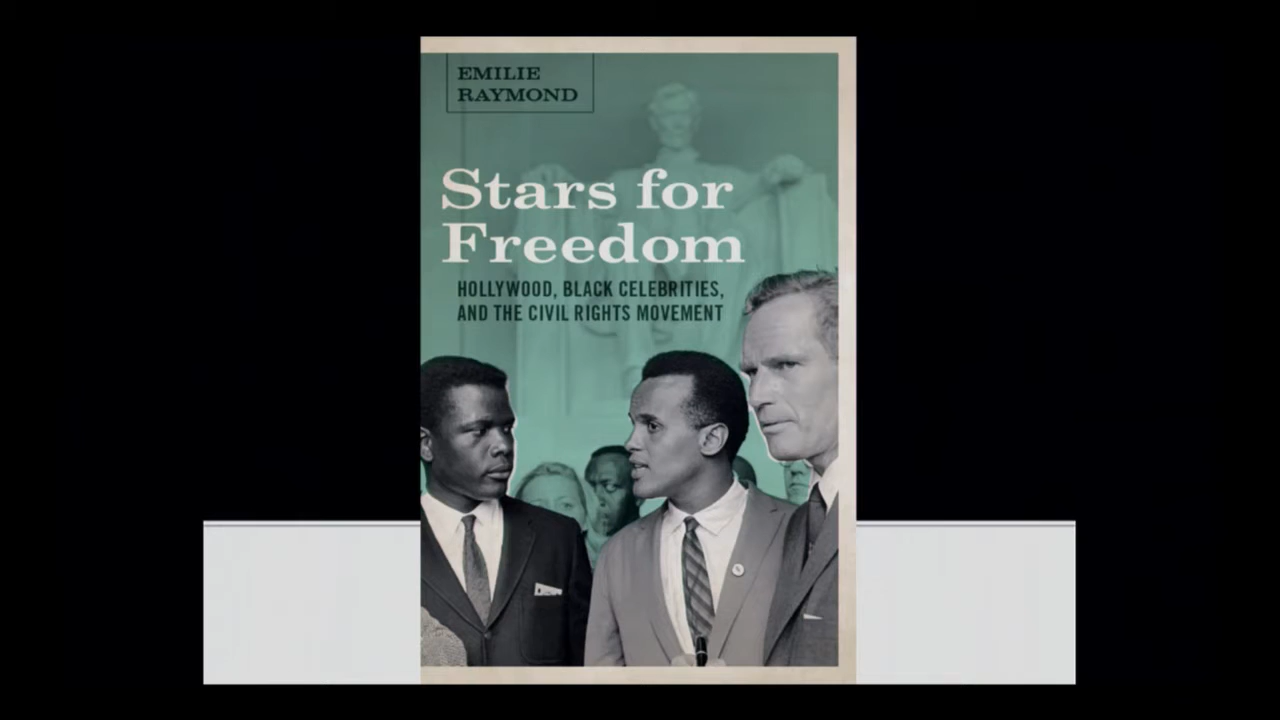 EMILIE
RAYMOND
Stars for
Freedom
HOLLYWOOD, BLACK CELEBRITIES,
AND THE CIVIL RIGHTS MOVEMENT